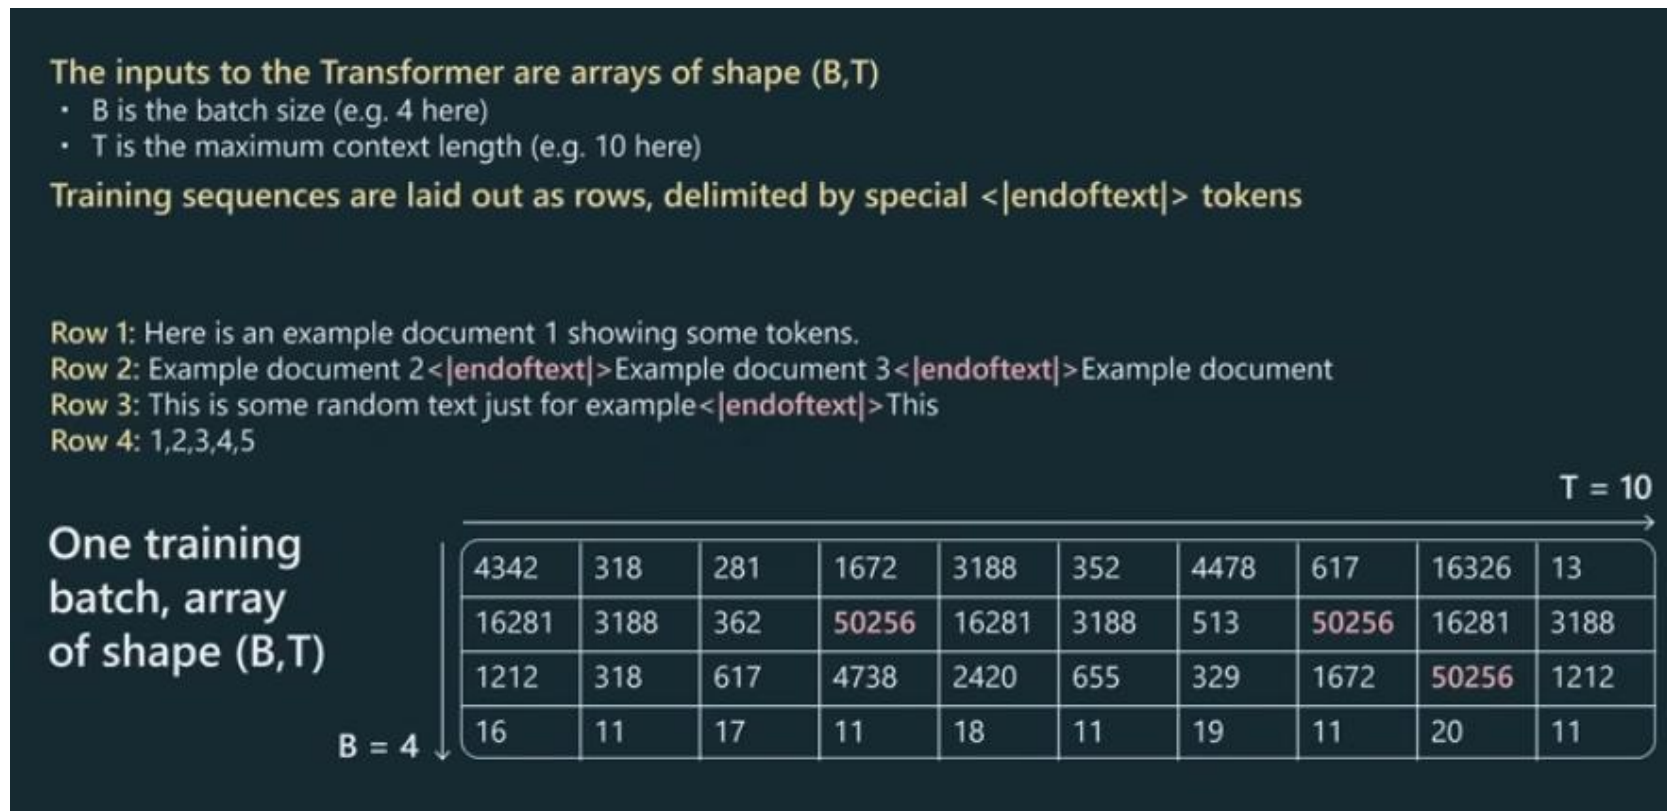 The inputs to the Transformer are arrays of shape (B,T)
· B is the batch size (e.g. 4 here)
· T is the maximum context length (e.g. 10 here)
Training sequences are laid out as rows, delimited by special <|endoftext|> tokens
Row 1: Here is an example document 1 showing some tokens.
Row 2: Example document 2<|endoftext|>Example document 3<|endoftext|>Example document
Row 3: This is some random text just for example<|endoftext|>This
Row 4: 1,2,3,4,5
T = 10
One training
batch, array
of shape (B,T)
B = 4
4342 318 281 1672 3188 352 4478 617 16326 13
16281 3188 362 50256 16281 3188 513 50256 16281 3188
1212 318 617 4738 2420 655 329 1672 50256 1212
16 11 17 11 18 11 19 11 20 11